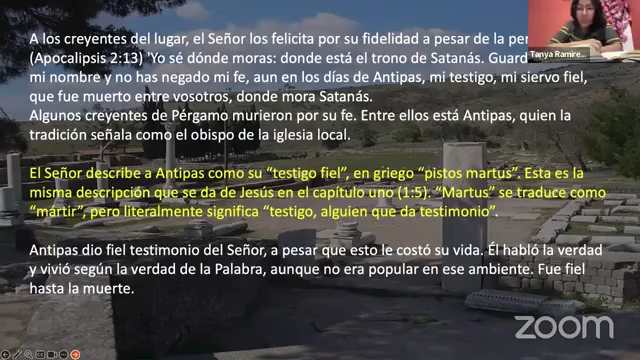 A los creyentes del lugar, el Señor los felicita por su fidelidad a pesar de la
(Apocalipsis 2:13) 'Yo sé dónde moras: donde está el trono de Satanás.
mi nombre y no has negado mi fe, aun en los días de Antipas, mi testigo, mi siervo fiel,
que fue muerto entre vosotros, donde mora Satanás.
Algunos creyentes de Pérgamo murieron por su fe. Entre ellos está Antipas, quien la
tradición señala como el obispo de la iglesia local.
El Señor describe a Antipas como su “testigo fiel”, en griego “pistos martus”. Esta es la
misma descripción que se da de Jesús en el capítulo uno (1:5). “Martus” se traduce como
“mártir”, pero literalmente significa “testigo, alguien que da testimonio”.
Antipas dio fiel testimonio del Señor, a pesar que esto le costó su vida. Él habló la verdad
y vivió según la verdad de la Palabra, aunque no era popular en ese ambiente. Fue fiel
hasta la muerte.
Tanya Ramire...
zoom